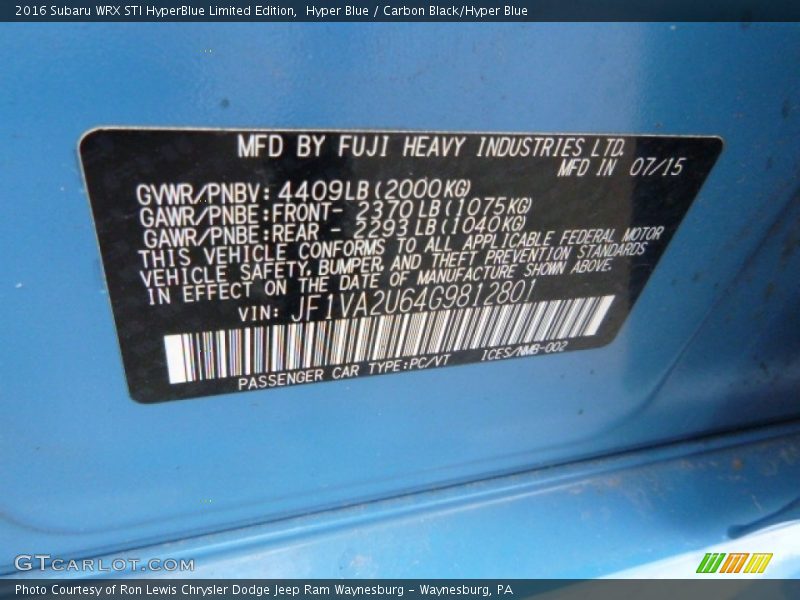 2016 Subaru WRX STI HyperBlue Limited Edition,  Hyper Blue / Carbon Black/Hyper Blue
MFD BY FUJI HEAVY INDUSTRIES LTD.
MFD IN 07/15
GVWR/PNBV: 4409LB(2000KG)
GAWR/PNBE:FRONT- 2370LB(1075KG)
GAWR/PNBE:REAR - 2293LB(1040KG)
THIS VEHICLE CONFORMS TO ALL APPLICABLE FEDERAL MOTOR
VEHICLE SAFETY, BUMPER, AND THEFT PREVENTION STANDARDS
IN EFFECT ON THE DATE OF MANUFACTURE SHOWN ABOVE.
VIN: JF1VA2U64G9812801
PASSENGER CAR TYPE:PC/VT ICES/NMB-002
GTCARLOT.COM
Photo Courtesy of Ron Lewis Chrysler Dodge Jeep Ram Waynesburg - Waynesburg, PA